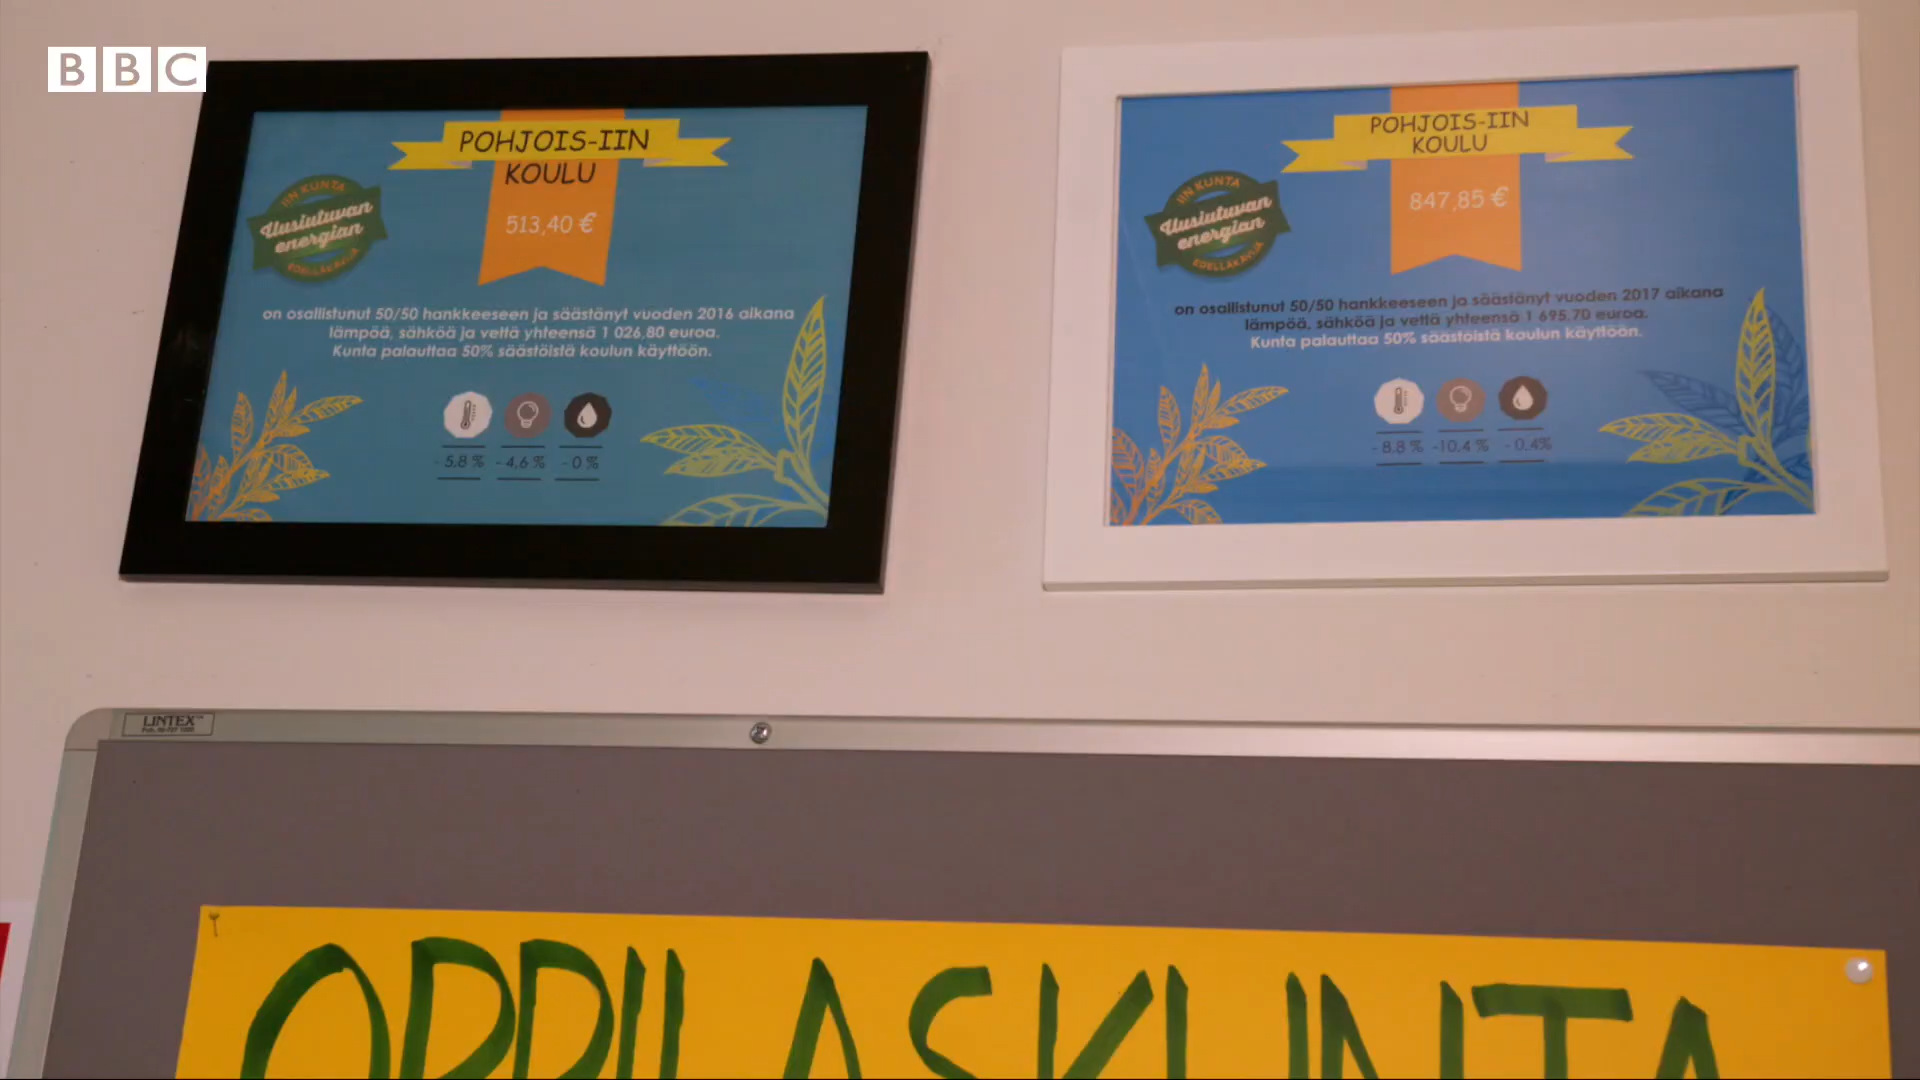 BBC
POHJOIS-IIN
KOULU
513,40 €
IIN KUNTA
Uusiutuvan
energian
EDELLÄKÄVIJÄ
on osallistunut 50/50 hankkeeseen ja säästänyt vuoden 2016 aikana
lämpöä, sähköä ja vettä yhteensä 1 026,80 euroa.
Kunta palauttaa 50% säästöistä koulun käyttöön.
- 5.8 % - 4,6 % - 0 %
POHJOIS-IIN
KOULU
847,85 €
IIN KUNTA
Uusiutuvan
energian
EDELLÄKÄVIJÄ
on osallistunut 50/50 hankkeeseen ja säästänyt vuoden 2017 aikana
lämpöä, sähköä ja vettä yhteensä 1 695,70 euroa.
Kunta palauttaa 50% säästöistä koulun käyttöön.
- 8,8 % -10,4 % - 0,4%
LINTEX™
OPPILASKUNTA